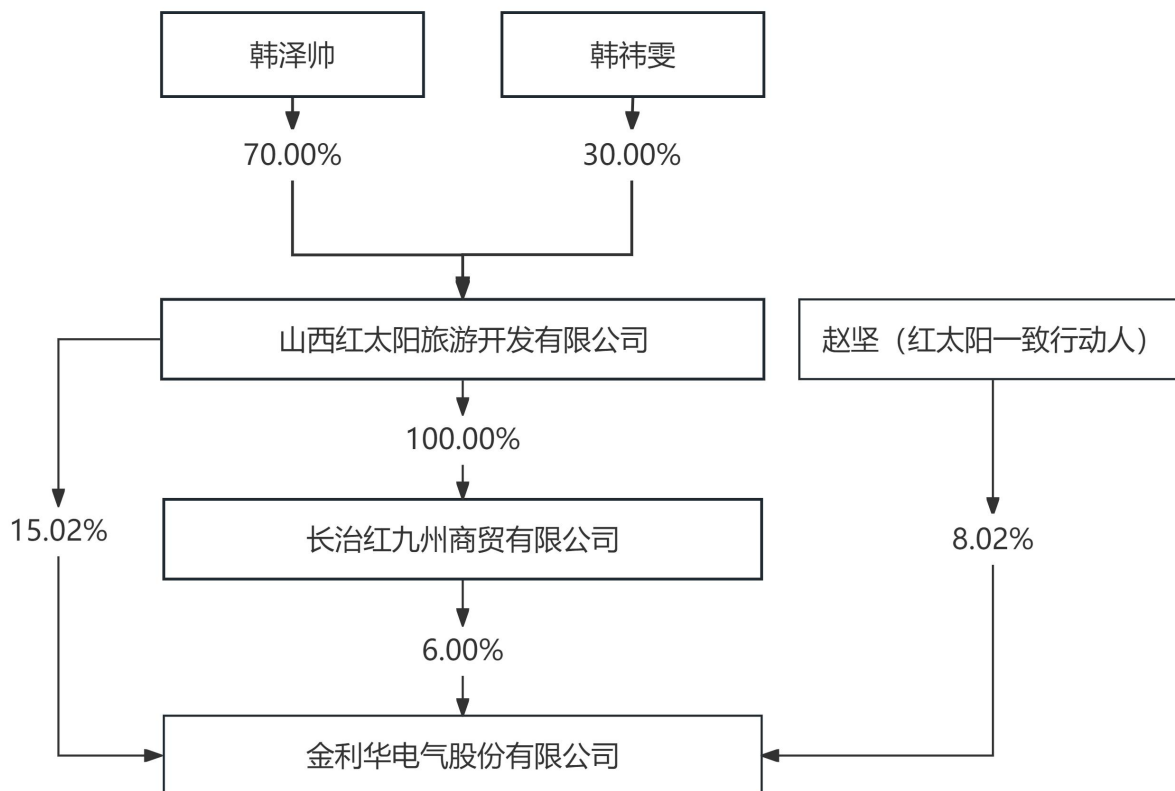 韩泽帅
韩祎雯
70.00%
30.00%
山西红太阳旅游开发有限公司
赵坚（红太阳一致行动人）
100.00%
15.02%
长治红九州商贸有限公司
8.02%
6.00%
金利华电气股份有限公司